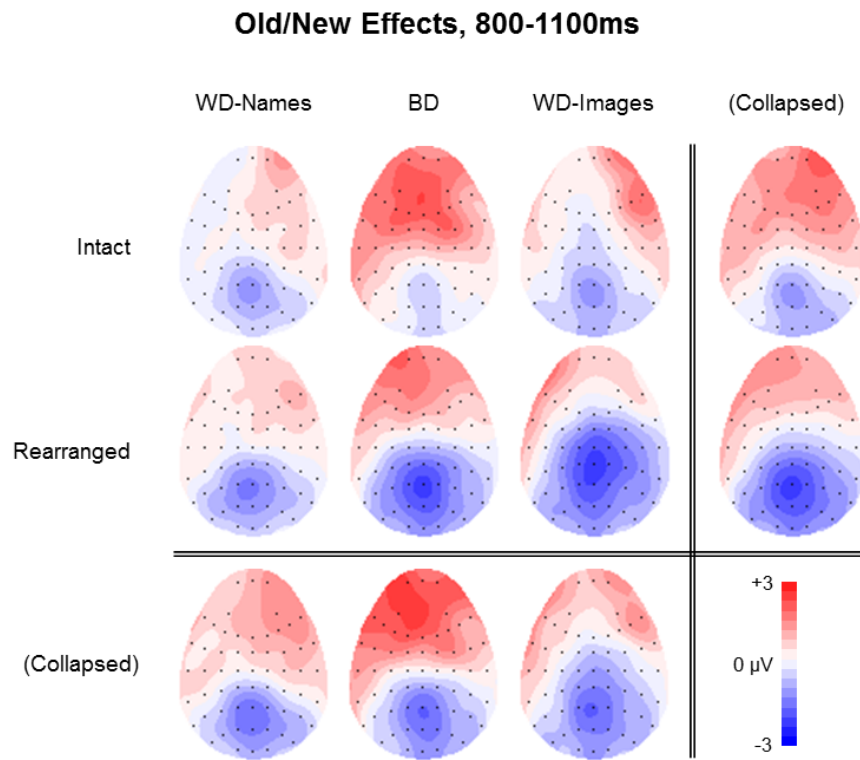 Old/New Effects, 800-1100ms
WD-Names BD WD-Images (Collapsed)
Intact
Rearranged
(Collapsed)
+3
0 µV
-3